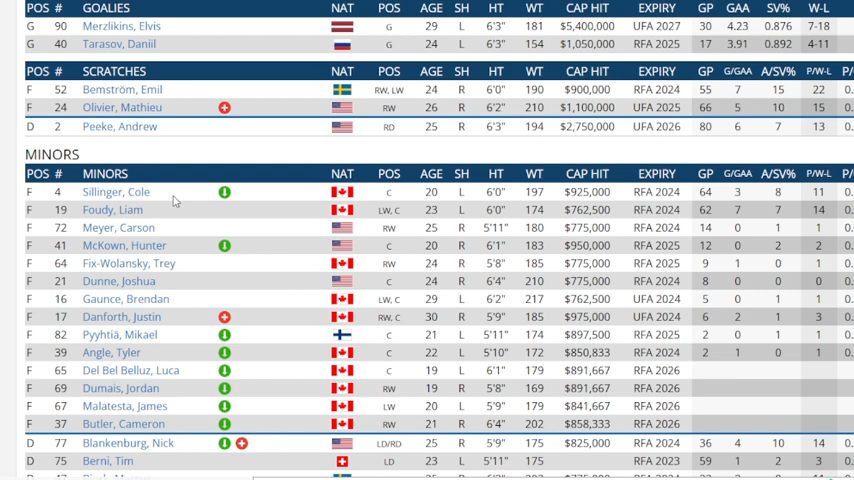 POS # GOALIES NAT POS AGE SH HT WT CAP HIT EXPIRY GP GAA SV% W-L
G 90 Merzlikins, Elvis G 29 L 6'3" 181 $5,400,000 UFA 2027 30 4.23 0.876 7-18
G 40 Tarasov, Daniil G 24 L 6'3" 154 $1,050,000 RFA 2025 17 3.91 0.892 4-11
POS # SCRATCHES NAT POS AGE SH HT WT CAP HIT EXPIRY GP G/GAA A/SV% P/W-L P/
F 52 Bemström, Emil RW, LW 24 R 6'0" 190 $900,000 RFA 2024 55 7 15 22 0.
F 24 Olivier, Mathieu RW 26 R 6'2" 210 $1,100,000 UFA 2025 66 5 10 15 0.
D 2 Peeke, Andrew RD 25 R 6'3" 194 $2,750,000 UFA 2026 80 6 7 13 0.
MINORS
POS # MINORS NAT POS AGE SH HT WT CAP HIT EXPIRY GP G/GAA A/SV% P/W-L P/
F 4 Sillinger, Cole C 20 L 6'0" 197 $925,000 RFA 2024 64 3 8 11 0.
F 19 Foudy, Liam LW, C 23 L 6'0" 174 $762,500 RFA 2024 62 7 7 14 0.
F 72 Meyer, Carson RW 25 R 5'11" 180 $775,000 RFA 2024 14 0 1 1 0.
F 41 McKown, Hunter C 20 R 6'1" 183 $950,000 RFA 2025 12 0 2 2 0.
F 64 Fix-Wolansky, Trey RW 24 R 5'8" 185 $775,000 RFA 2025 9 1 0 1 0.
F 21 Dunne, Joshua C 24 L 6'4" 210 $775,000 RFA 2024 8 0 0 0 0.
F 16 Gaunce, Brendan LW, C 29 L 6'2" 217 $762,500 UFA 2024 5 0 1 1 0.
F 17 Danforth, Justin RW, C 30 R 5'9" 185 $975,000 UFA 2024 6 2 1 3 0.
F 82 Pyyhtiä, Mikael C 21 L 5'11" 174 $897,500 RFA 2025 2 0 1 1 0.
F 39 Angle, Tyler C 22 L 5'10" 172 $850,833 RFA 2024 2 1 0 1 0.
F 65 Del Bel Belluz, Luca C 19 L 6'1" 179 $891,667 RFA 2026
F 69 Dumais, Jordan RW 19 R 5'8" 169 $891,667 RFA 2026
F 67 Malatesta, James LW 20 L 5'9" 179 $841,667 RFA 2026
F 37 Butler, Cameron RW 21 R 6'4" 202 $858,333 RFA 2026
D 77 Blankenburg, Nick LD/RD 25 R 5'9" 175 $825,000 RFA 2024 36 4 10 14 0.
D 75 Berni, Tim LD 23 L 5'11" 175 RFA 2023 59 1 2 3 0.